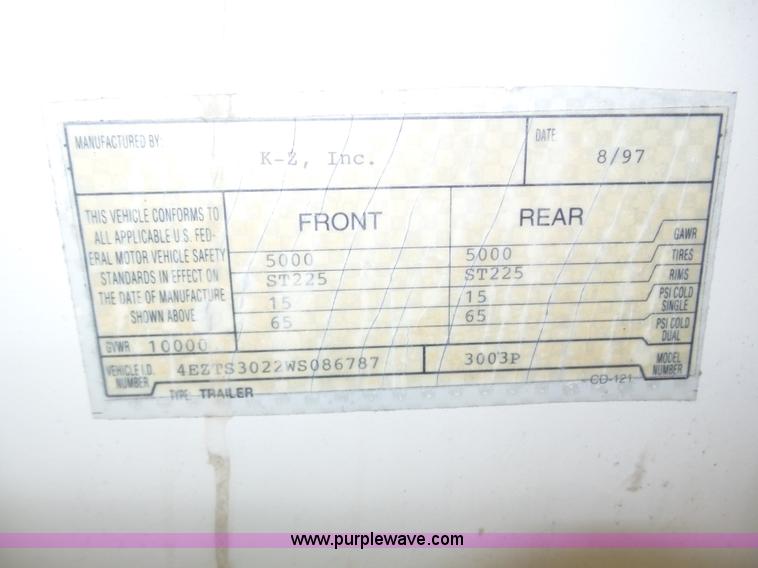 MANUFACTURED BY: K-Z, Inc. DATE: 8/97
THIS VEHICLE CONFORMS TO
ALL APPLICABLE U.S. FED-
ERAL MOTOR VEHICLE SAFETY
STANDARDS IN EFFECT ON
THE DATE OF MANUFACTURE
SHOWN ABOVE
FRONT REAR
5000 5000 GAWR
ST225 ST225 TIRES
15 15 RIMS
65 65 PSI COLD SINGLE
PSI COLD DUAL
GVWR 10000
VEHICLE I.D. NUMBER 4EZTS3022WS086787 3003P MODEL NUMBER
TYPE: TRAILER CD-121
www.purplewave.com